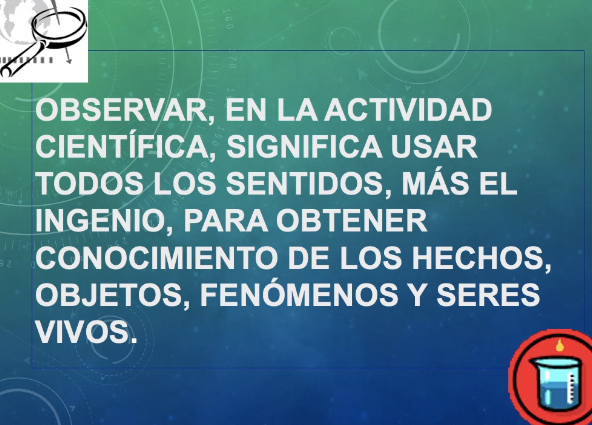 OBSERVAR, EN LA ACTIVIDAD
CIENTÍFICA, SIGNIFICA USAR
TODOS LOS SENTIDOS, MÁS EL
INGENIO, PARA OBTENER
CONOCIMIENTO DE LOS HECHOS,
OBJETOS, FENÓMENOS Y SERES
VIVOS.